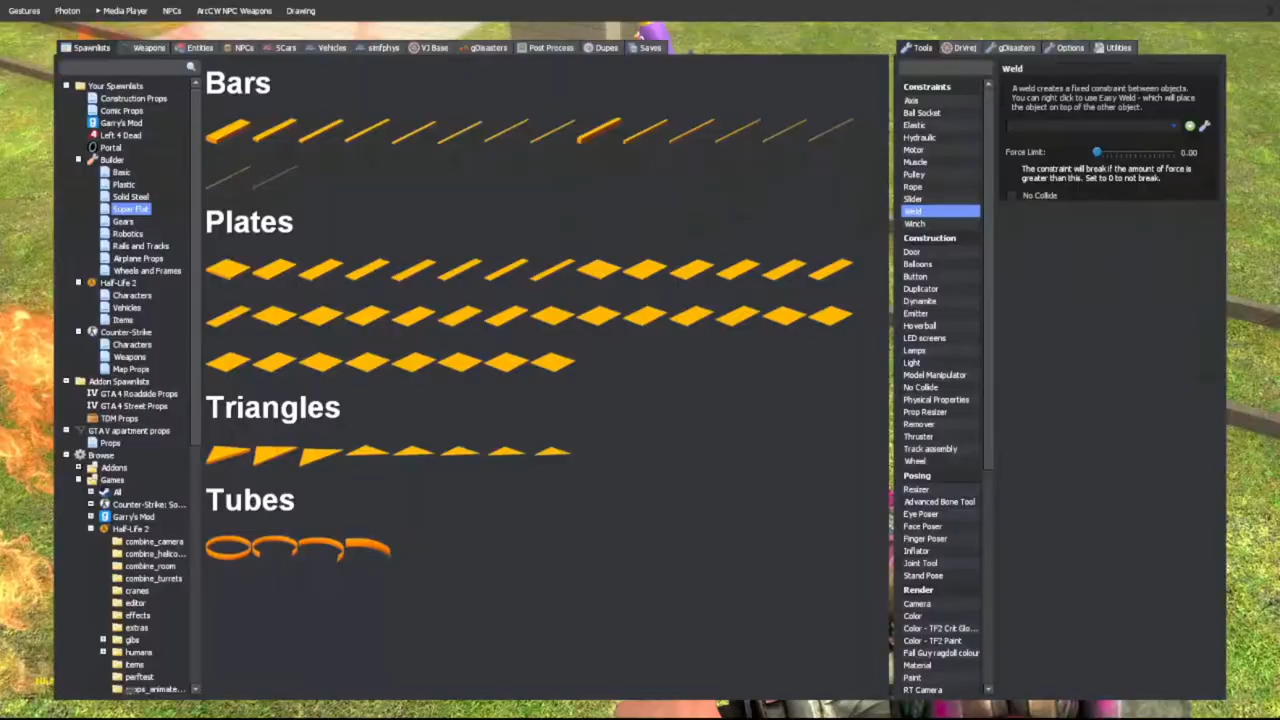 Gestures Photon Media Player NPCs ArcCW NPC Weapons Drawing
Spawnlists Weapons Entities NPCs SCars Vehicles simfphys VJ Base gDisasters Post Process Dupes Saves
Your Spawnlists
Construction Props
Comic Props
Garry's Mod
Left 4 Dead
Portal
Builder
Basic
Plastic
Solid Steel
Super Flat
Gears
Robotics
Rails and Tracks
Airplane Props
Wheels and Frames
Half-Life 2
Characters
Vehicles
Items
Counter-Strike
Characters
Weapons
Map Props
Addon Spawnlists
GTA 4 Roadside Props
GTA 4 Street Props
TDM Props
GTA V apartment props
Props
Browse
Addons
Games
All
Counter-Strike: So...
Garry's Mod
Half-Life 2
combine_camera
combine_helico...
combine_room
combine_turrets
cranes
editor
effects
extras
gibs
humans
items
perftest
props_animate...
Bars
Plates
Triangles
Tubes
Tools gDisasters Options Utilities
Constraints
Axis
Ball Socket
Elastic
Hydraulic
Motor
Muscle
Pulley
Rope
Slider
Weld
Winch
Construction
Door
Balloons
Button
Duplicator
Dynamite
Emitter
Hoverball
LED screens
Lamps
Light
Model Manipulator
No Collide
Physical Properties
Prop Resizer
Remover
Thruster
Track assembly
Wheel
Posing
Resizer
Advanced Bone Tool
Eye Poser
Face Poser
Finger Poser
Inflator
Joint Tool
Stand Pose
Render
Camera
Color
Color - TF2 Crit Glo...
Color - TF2 Paint
Fall Guy ragdoll colour
Material
Paint
RT Camera
Weld
A weld creates a fixed constraint between objects.
You can right click to use Easy Weld - which will place
the object on top of the other object.
Force Limit: 0.00
The constraint will break if the amount of force is
greater than this. Set to 0 to not break.
No Collide